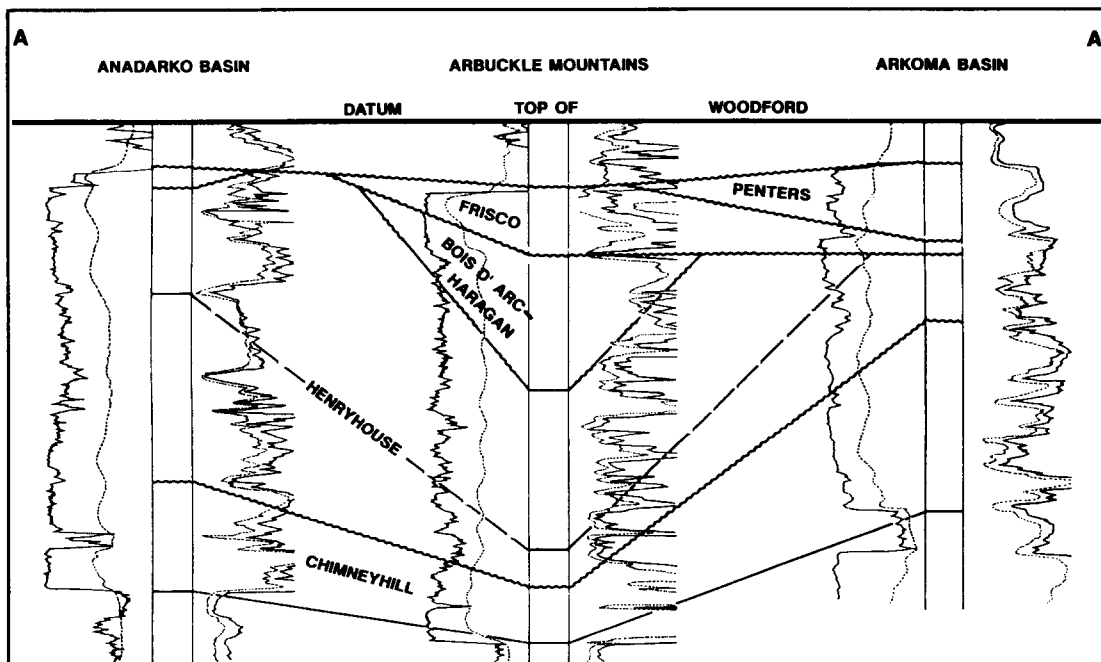 A A
ANADARKO BASIN ARBUCKLE MOUNTAINS ARKOMA BASIN
DATUM TOP OF WOODFORD
PENTERS
FRISCO
BOIS D' ARC–
HARAGAN
HENRYHOUSE
CHIMNEYHILL